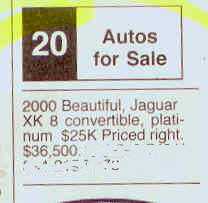 20
Autos
for Sale
2000 Beautiful, Jaguar
XK 8 convertible, plati-
num $25K Priced right.
$36,500.